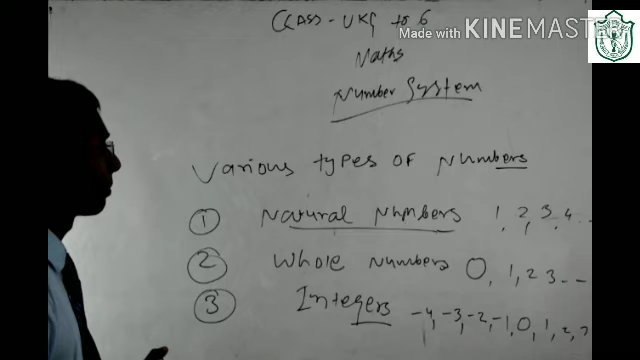 CLASS - UKG to 6
Made with KINEMASTER
Maths
Number System
Various types of Numbers
1 Natural Numbers 1, 2, 3, 4 ...
2 Whole Numbers 0, 1, 2 3 - -
3 Integers -4, -3, -2, -1, 0, 1, 2, 3